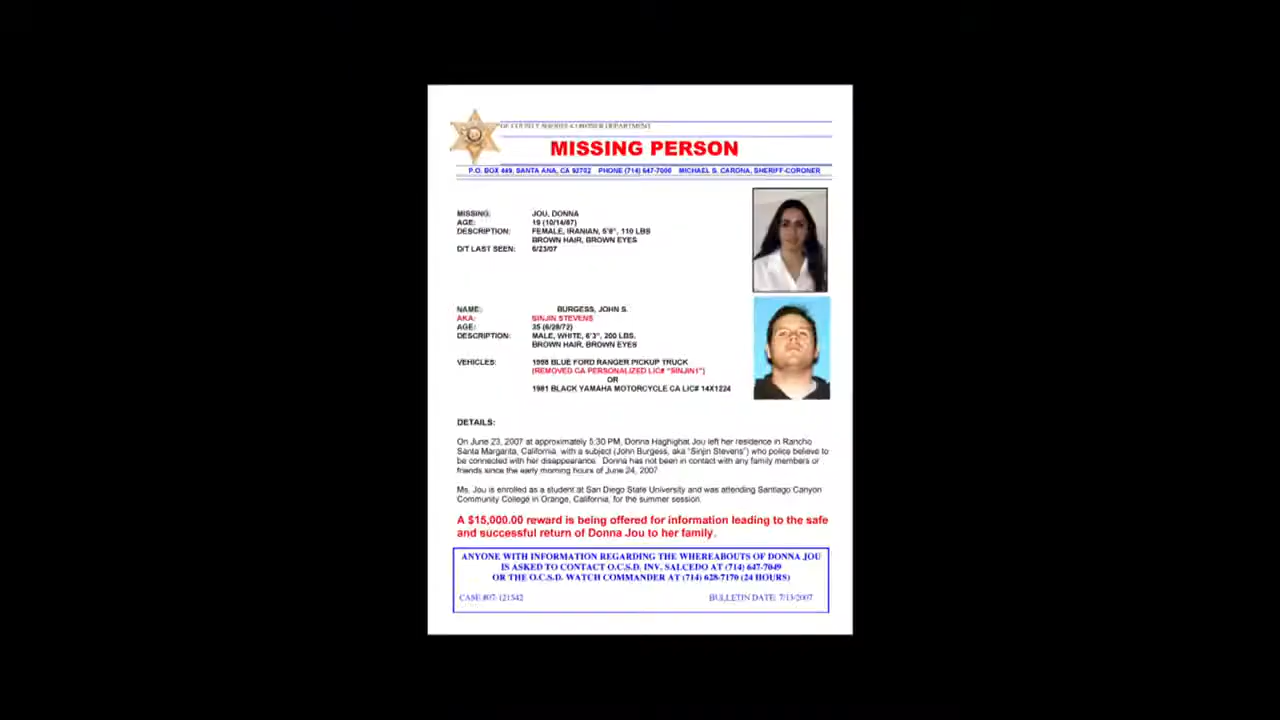 GE COUNTY SHERIFF-CORONER DEPARTMENT
MISSING PERSON
P.O. BOX 449, SANTA ANA, CA 92702 PHONE (714) 647-7000 MICHAEL S. CARONA, SHERIFF-CORONER
MISSING: JOU, DONNA
AGE: 19 (10/14/87)
DESCRIPTION: FEMALE, IRANIAN, 5'8", 110 LBS
BROWN HAIR, BROWN EYES
D/T LAST SEEN: 6/23/07
NAME: BURGESS, JOHN S.
AKA: SINJIN STEVENS
AGE: 35 (6/28/72)
DESCRIPTION: MALE, WHITE, 6'3", 200 LBS.
BROWN HAIR, BROWN EYES
VEHICLES: 1998 BLUE FORD RANGER PICKUP TRUCK
(REMOVED CA PERSONALIZED LIC# "SINJIN1")
OR
1981 BLACK YAMAHA MOTORCYCLE CA LIC# 14X1224
DETAILS:
On June 23, 2007 at approximately 5:30 PM, Donna Haghighat Jou left her residence in Rancho
Santa Margarita, California with a subject (John Burgess, aka "Sinjin Stevens") who police believe to
be connected with her disappearance. Donna has not been in contact with any family members or
friends since the early morning hours of June 24, 2007
Ms. Jou is enrolled as a student at San Diego State University and was attending Santiago Canyon
Community College in Orange, California, for the summer session.
A $15,000.00 reward is being offered for information leading to the safe
and successful return of Donna Jou to her family.
ANYONE WITH INFORMATION REGARDING THE WHEREABOUTS OF DONNA JOU
IS ASKED TO CONTACT O.C.S.D. INV. SALCEDO AT (714) 647-7049
OR THE O.C.S.D. WATCH COMMANDER AT (714) 628-7170 (24 HOURS)
CASE #07-121542 BULLETIN DATE: 7/13/2007